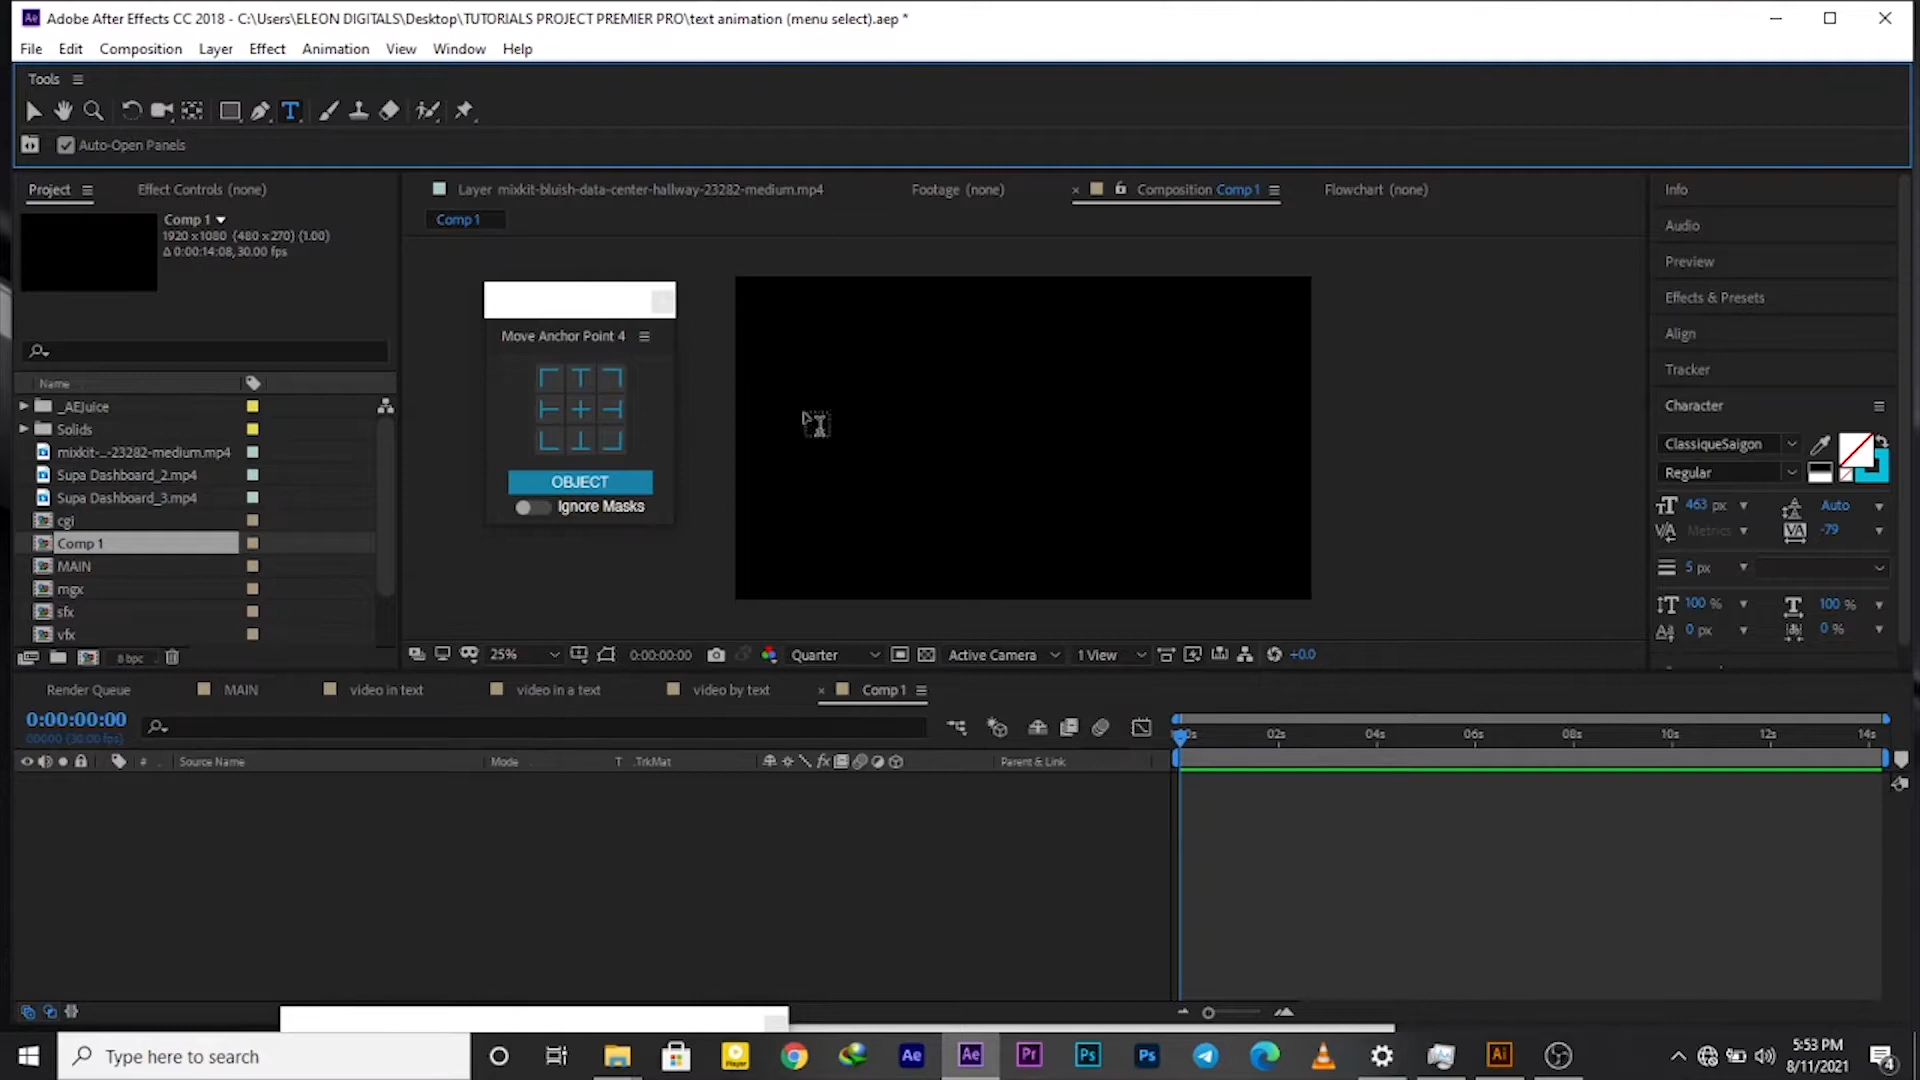 Adobe After Effects CC 2018 - C:\Users\ELEON DIGITALS\Desktop\TUTORIALS PROJECT PREMIER PRO\text animation (menu select).aep *
File Edit Composition Layer Effect Animation View Window Help
Tools
Auto-Open Panels
Project
Effect Controls (none)
Layer mixkit-bluish-data-center-hallway-23282-medium.mp4
Footage (none)
Composition Comp 1
Flowchart (none)
Info
Comp 1
1920 x 1080 (480 x 270) (1.00)
Δ 0:00:14:08, 30.00 fps
Comp 1
Audio
Preview
Effects & Presets
Align
Tracker
Character
ClassiqueSaigon
Regular
463 px
Auto
Metrics
-79
5 px
100 %
100 %
0 px
0 %
Move Anchor Point 4
OBJECT
Ignore Masks
Name
_AEJuice
Solids
mixkit-_-23282-medium.mp4
Supa Dashboard_2.mp4
Supa Dashboard_3.mp4
cgi
Comp 1
MAIN
mgx
sfx
vfx
8 bpc
25%
0:00:00:00
Quarter
Active Camera
1 View
+0.0
Render Queue
MAIN
video in text
video in a text
video by text
Comp 1
0:00:00:00
00000 (30.00 fps)
02s 04s 06s 08s 10s 12s 14s
# Source Name Mode T .TrkMat Parent & Link
Type here to search
5:53 PM
8/11/2021